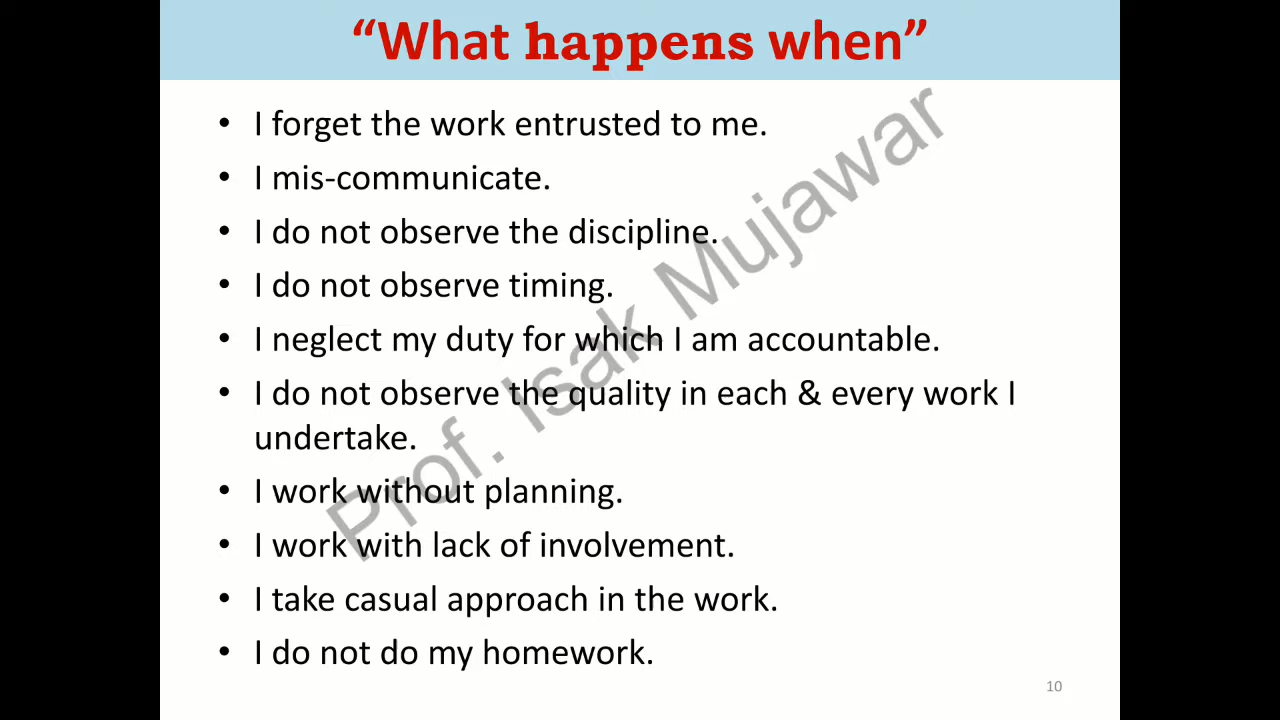 “What happens when”
• I forget the work entrusted to me.
• I mis-communicate.
• I do not observe the discipline.
• I do not observe timing.
• I neglect my duty for which I am accountable.
• I do not observe the quality in each & every work I
undertake.
• I work without planning.
• I work with lack of involvement.
• I take casual approach in the work.
• I do not do my homework.
Prof. Isak Mujawar
10